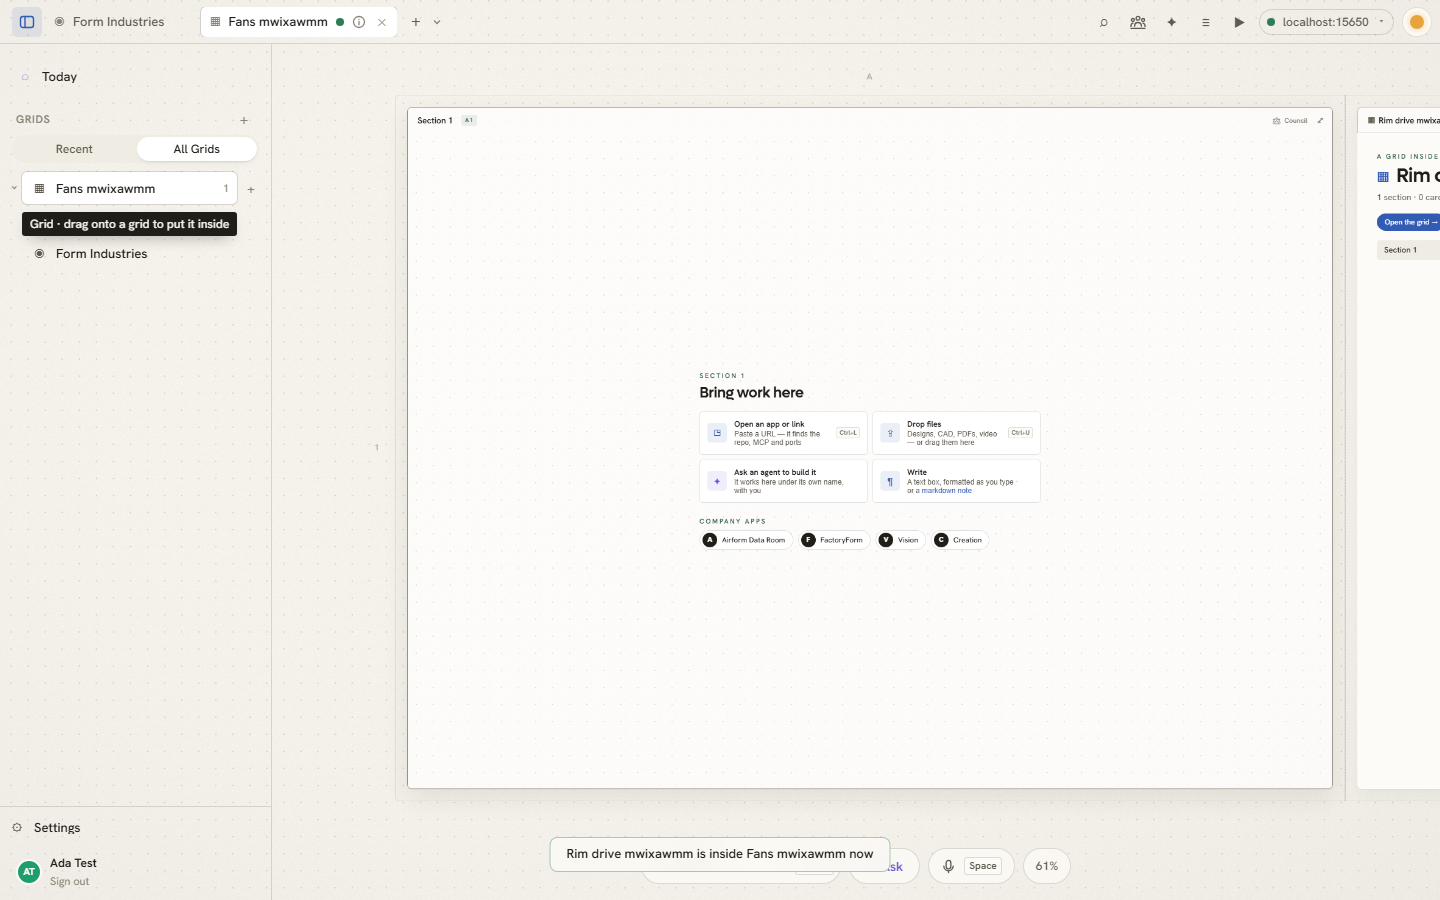 Form Industries
Fans mwixawmm
localhost:15650
Today
GRIDS
Recent
All Grids
Fans mwixawmm
1
Grid · drag onto a grid to put it inside
Form Industries
Settings
AT
Ada Test
Sign out
A
1
Section 1
A1
Council
SECTION 1
Bring work here
Open an app or link
Paste a URL — it finds the
repo, MCP and ports
Ctrl+L
Drop files
Designs, CAD, PDFs, video
— or drag them here
Ctrl+U
Ask an agent to build it
It works here under its own name,
with you
Write
A text box, formatted as you type ·
or a markdown note
COMPANY APPS
A
Airform Data Room
F
FactoryForm
V
Vision
C
Creation
Rim drive mwixa
A GRID INSIDE
Rim
1 section · 0 card
Open the grid →
Section 1
Rim drive mwixawmm is inside Fans mwixawmm now
Space
61%